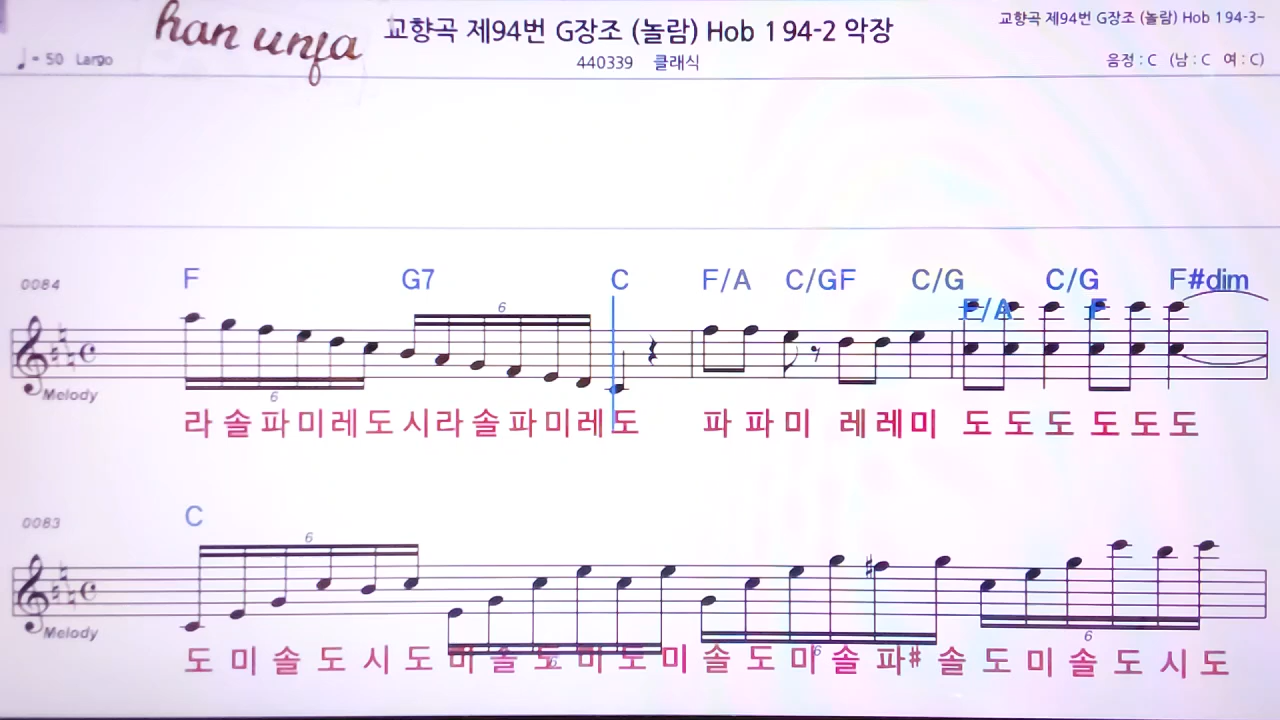 han unfa
교향곡 제94번 G장조 (놀람) Hob 1 94-2 악장
교향곡 제94번 G장조 (놀람) Hob 1 94-3-
♩= 50 Largo
440339 클래식
음정 : C (남 : C 여 : C)
0084
F G7 C F/A C/GF C/G C/G F#dim
F/A F
6
Melody
6
라 솔 파 미 레 도 시 라 솔 파 미 레 도 파 파 미 레 레 미 도 도 도 도 도 도
0083
C
6
Melody
6 6 6
도 미 솔 도 시 도 미 솔 도 미 도 미 솔 도 미 솔 파# 솔 도 미 솔 도 시 도